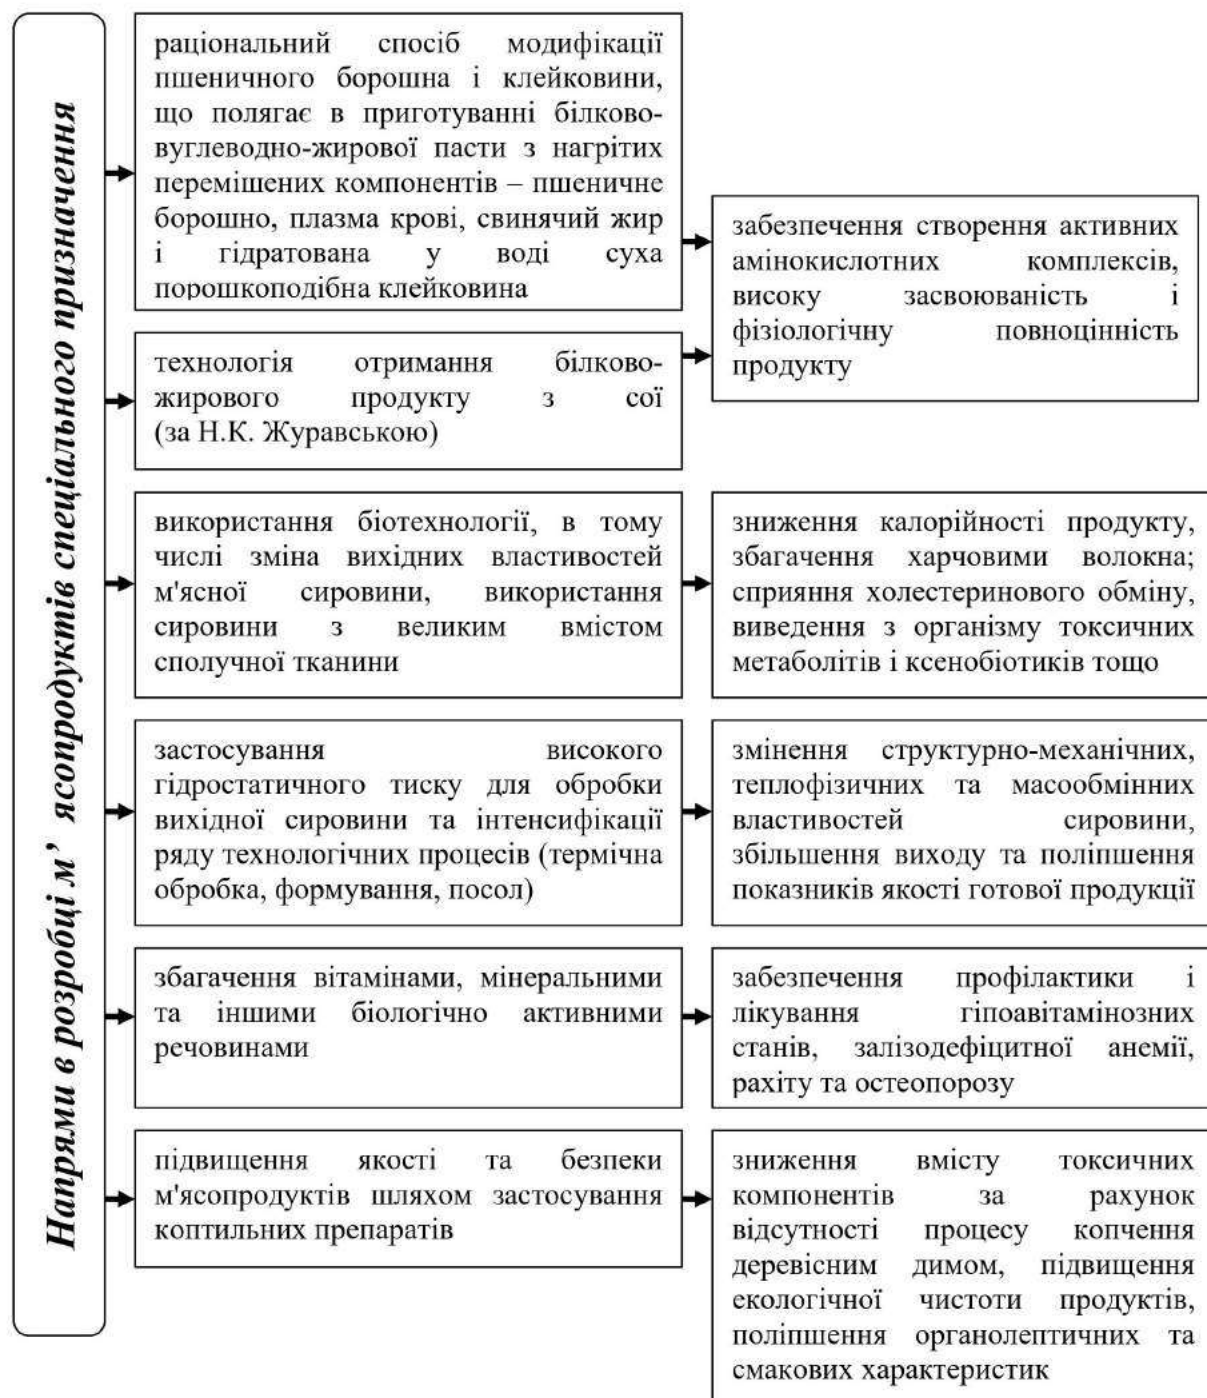 Напрями в розробці м’ ясопродуктів спеціального призначення
раціональний спосіб модифікації
пшеничного борошна і клейковини,
що полягає в приготуванні білково-
вуглеводно-жирової пасти з нагрітих
перемішених компонентів – пшеничне
борошно, плазма крові, свинячий жир
і гідратована у воді суха
порошкоподібна клейковина
забезпечення створення активних
амінокислотних комплексів,
високу засвоюваність і
фізіологічну повноцінність
продукту
технологія отримання білково-
жирового продукту з сої
(за Н.К. Журавською)
використання біотехнології, в тому
числі зміна вихідних властивостей
м'ясної сировини, використання
сировини з великим вмістом
сполучної тканини
зниження калорійності продукту,
збагачення харчовими волокна;
сприяння холестеринового обміну,
виведення з організму токсичних
метаболітів і ксенобіотиків тощо
застосування високого
гідростатичного тиску для обробки
вихідної сировини та інтенсифікації
ряду технологічних процесів (термічна
обробка, формування, посол)
змінення структурно-механічних,
теплофізичних та масообмінних
властивостей сировини,
збільшення виходу та поліпшення
показників якості готової продукції
збагачення вітамінами, мінеральними
та іншими біологічно активними
речовинами
забезпечення профілактики і
лікування гіпоавітамінозних
станів, залізодефіцитної анемії,
рахіту та остеопорозу
підвищення якості та безпеки
м'ясопродуктів шляхом застосування
коптильних препаратів
зниження вмісту токсичних
компонентів за рахунок
відсутності процесу копчення
деревісним димом, підвищення
екологічної чистоти продуктів,
поліпшення органолептичних та
смакових характеристик